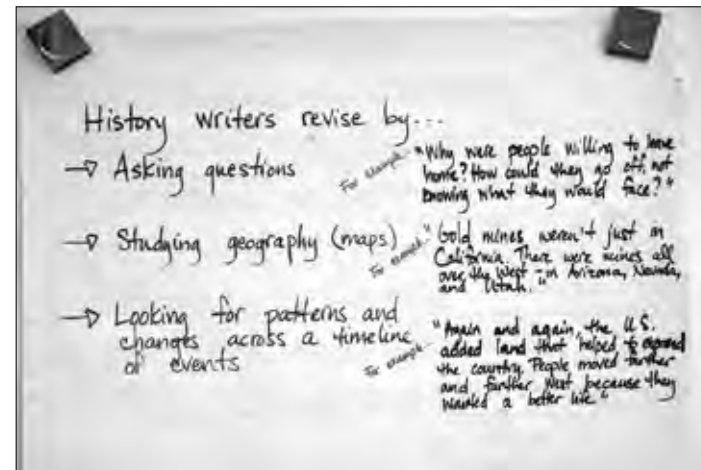 History writers revise by...
→ Asking questions
For example...
"Why were people willing to leave
home? How could they go off, not
knowing what they would face?"
→ Studying geography (maps)
For example...
"Gold mines weren't just in
California. There were mines all
over the West - in Arizona, Nevada,
and Utah."
→ Looking for patterns and
changes across a timeline
of events
For example...
"Again and again, the U.S.
added land that helped to expand
the country. People moved farther
and further West because they
wanted a better life."